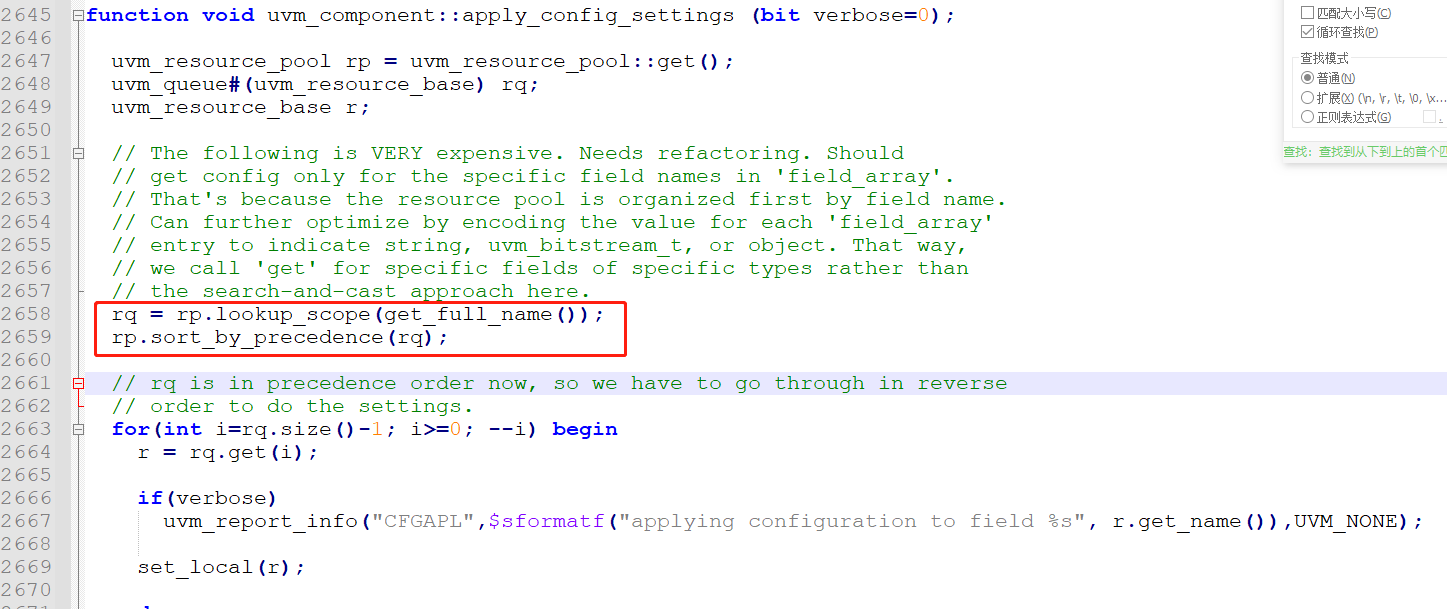 2645 function void uvm_component::apply_config_settings (bit verbose=0);
2646
2647 uvm_resource_pool rp = uvm_resource_pool::get();
2648 uvm_queue#(uvm_resource_base) rq;
2649 uvm_resource_base r;
2650
2651 // The following is VERY expensive. Needs refactoring. Should
2652 // get config only for the specific field names in 'field_array'.
2653 // That's because the resource pool is organized first by field name.
2654 // Can further optimize by encoding the value for each 'field_array'
2655 // entry to indicate string, uvm_bitstream_t, or object. That way,
2656 // we call 'get' for specific fields of specific types rather than
2657 // the search-and-cast approach here.
2658 rq = rp.lookup_scope(get_full_name());
2659 rp.sort_by_precedence(rq);
2660
2661 // rq is in precedence order now, so we have to go through in reverse
2662 // order to do the settings.
2663 for(int i=rq.size()-1; i>=0; --i) begin
2664 r = rq.get(i);
2665
2666 if(verbose)
2667 uvm_report_info("CFGAPL",$sformatf("applying configuration to field %s", r.get_name()),UVM_NONE);
2668
2669 set_local(r);
2670
匹配大小写(C)
循环查找(P)
查找模式
普通(N)
扩展(X) (\n, \r, \t, \0, \x...
正则表达式(G)
查找: 查找到从下到上的首个